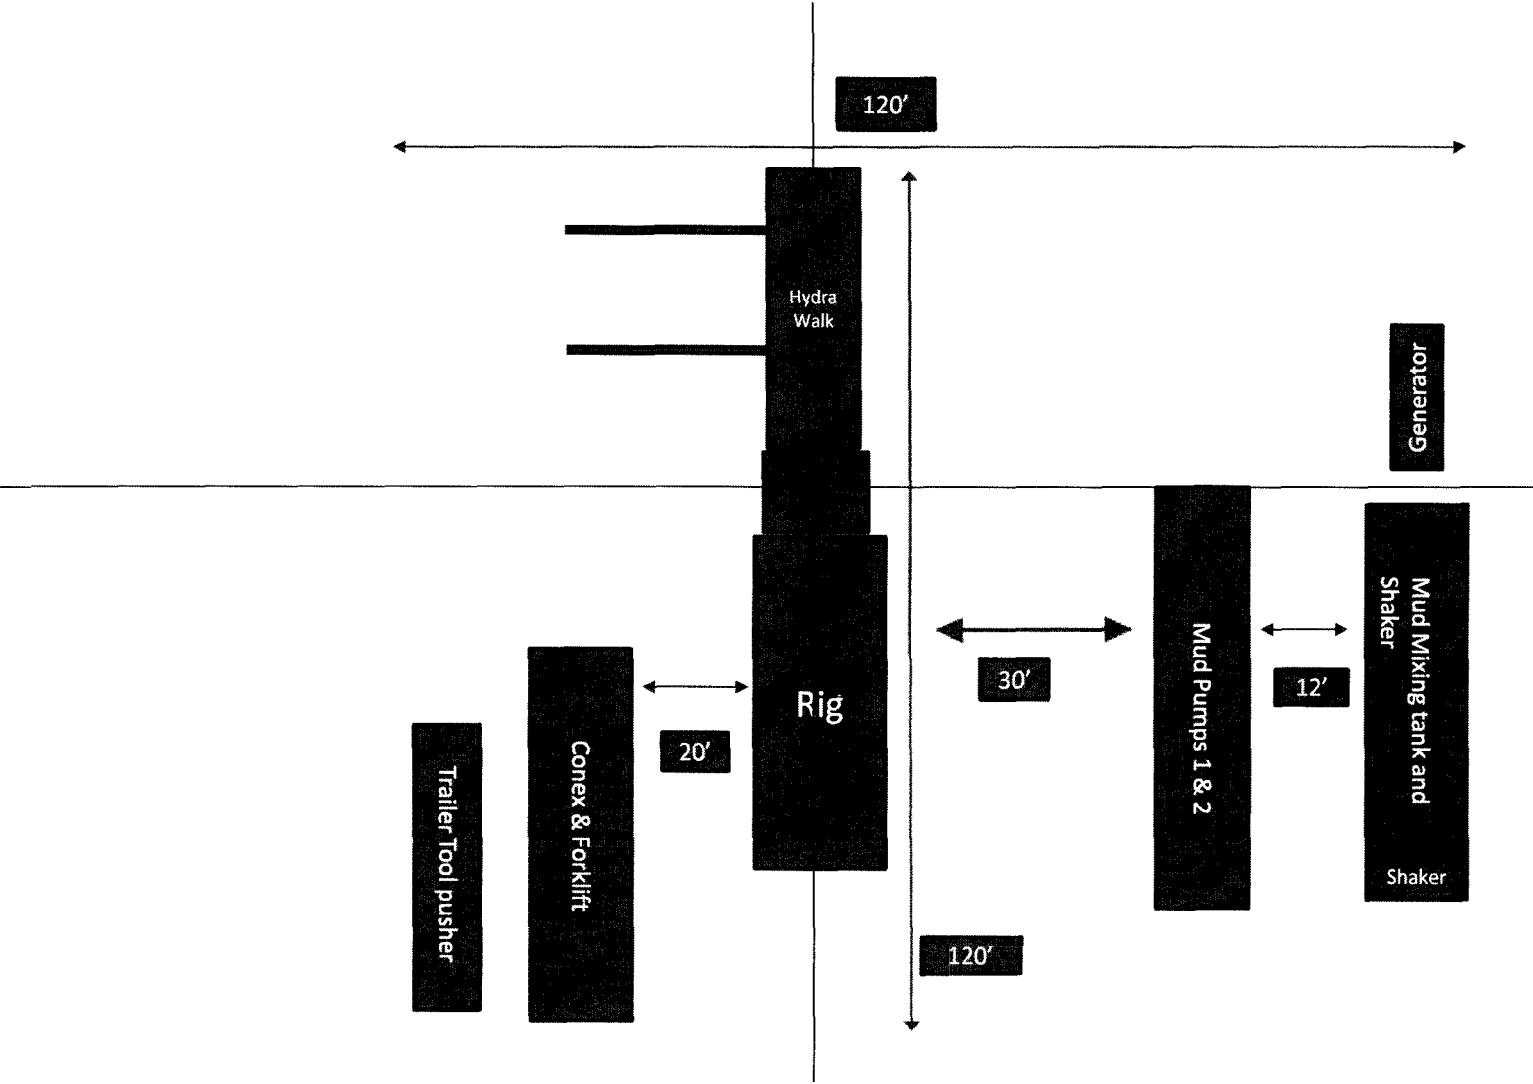 120’
Hydra
Walk
Generator
Mud Mixing tank and
Shaker
Mud Pumps 1 & 2
30’
12’
Rig
20’
Conex & Forklift
Trailer Tool pusher
Shaker
120’